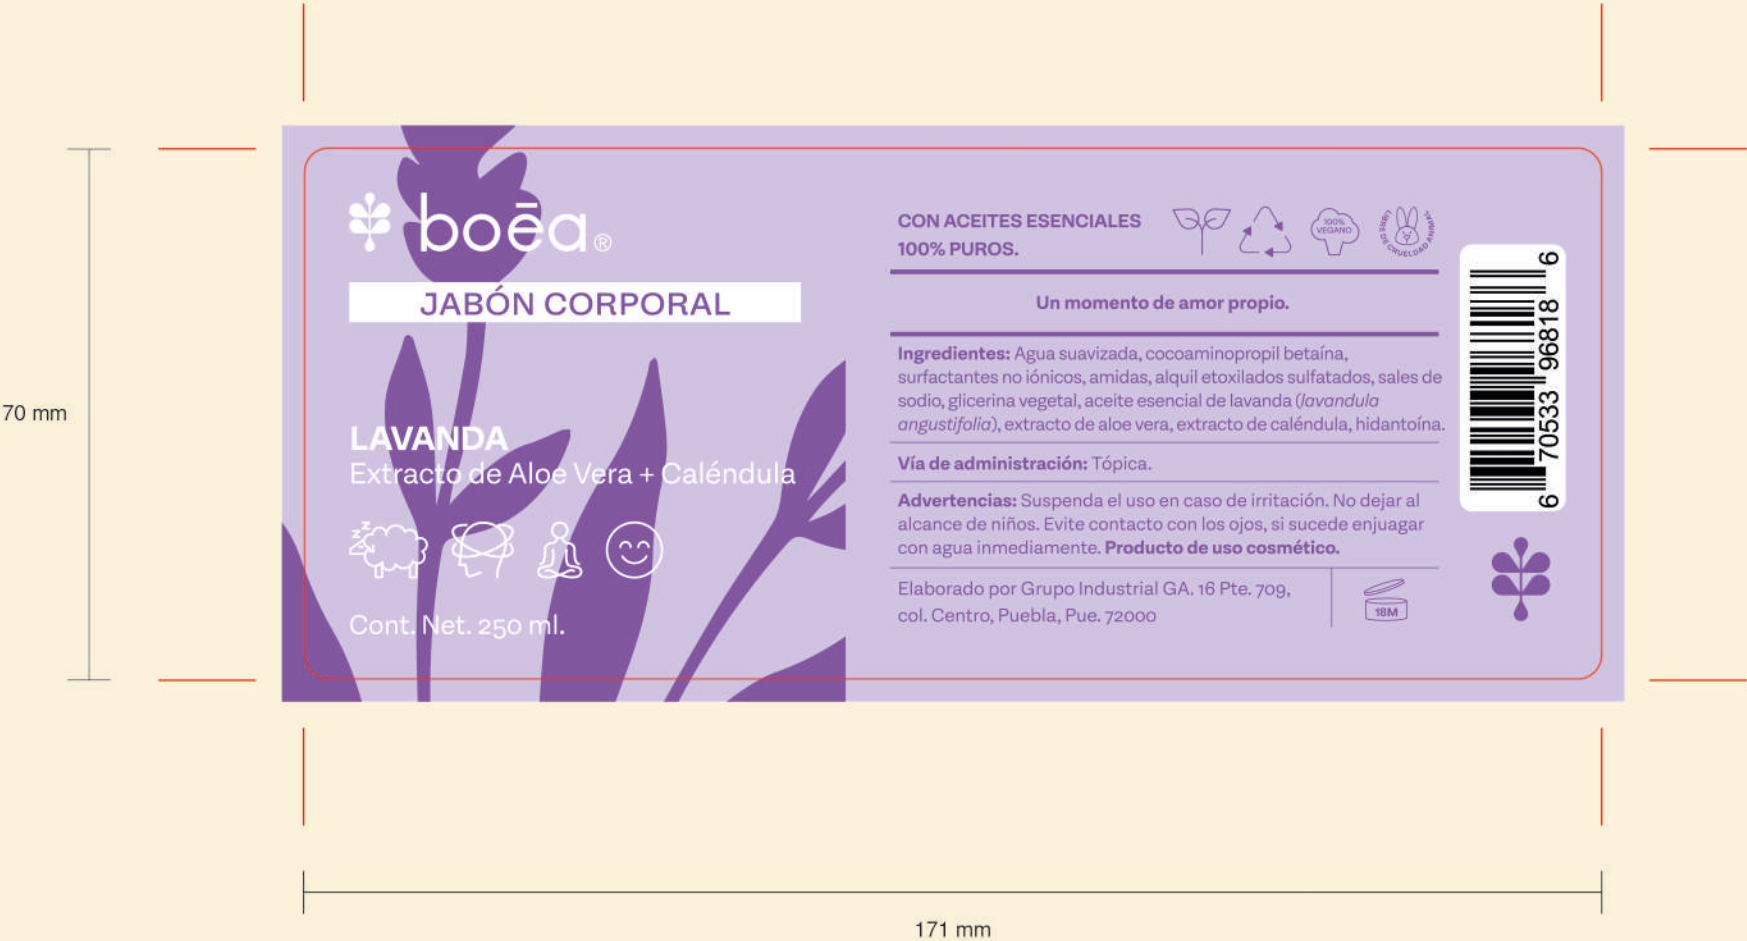 boēa®
JABÓN CORPORAL
LAVANDA
Extracto de Aloe Vera + Caléndula
z z z
Cont. Net. 250 ml.
CON ACEITES ESENCIALES
100% PUROS.
100%
VEGANO
LIBRE DE CRUELDAD ANIMAL
Un momento de amor propio.
Ingredientes: Agua suavizada, cocoaminopropil betaína,
surfactantes no iónicos, amidas, alquil etoxilados sulfatados, sales de
sodio, glicerina vegetal, aceite esencial de lavanda (lavandula
angustifolia), extracto de aloe vera, extracto de caléndula, hidantoína.
Vía de administración: Tópica.
Advertencias: Suspenda el uso en caso de irritación. No dejar al
alcance de niños. Evite contacto con los ojos, si sucede enjuagar
con agua inmediamente. Producto de uso cosmético.
Elaborado por Grupo Industrial GA. 16 Pte. 709,
col. Centro, Puebla, Pue. 72000
18M
6 70533 96818 6
70 mm
171 mm